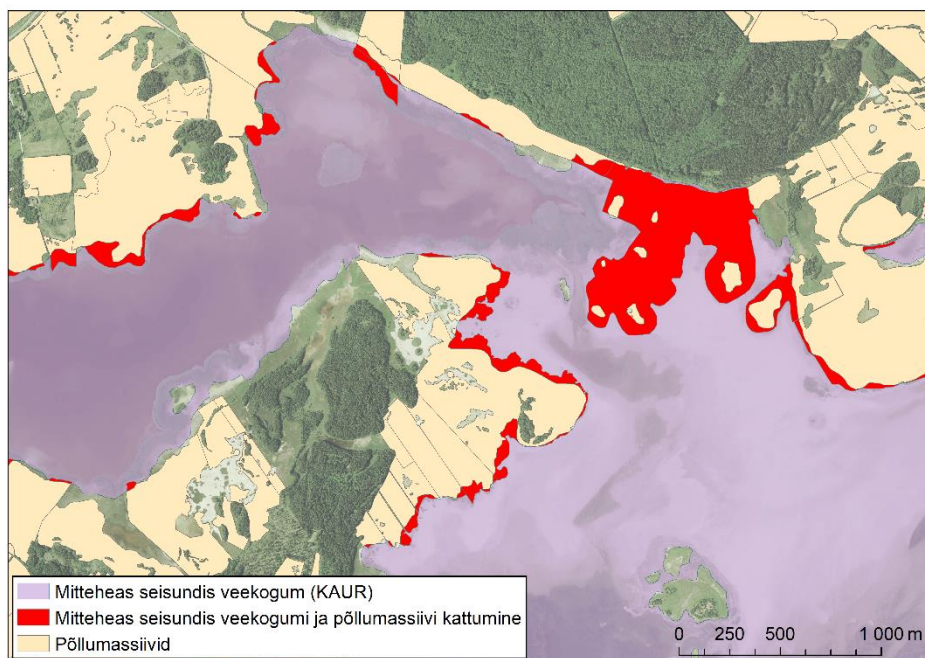 Mitteheas seisundis veekogum (KAUR)
Mitteheas seisundis veekogumi ja põllumassiivi kattumine
Põllumassiivid
0 250 500 1 000 m